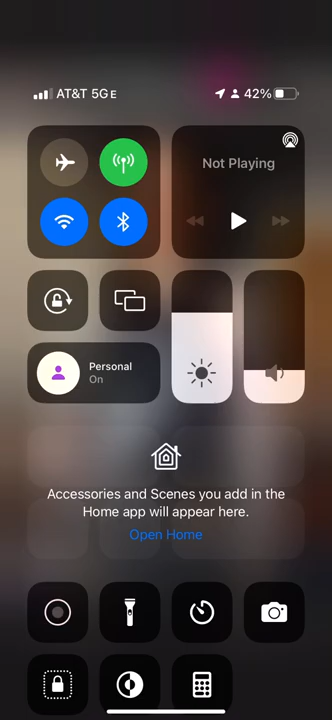 AT&T 5GE 42%
Not Playing
Personal
On
Accessories and Scenes you add in the
Home app will appear here.
Open Home